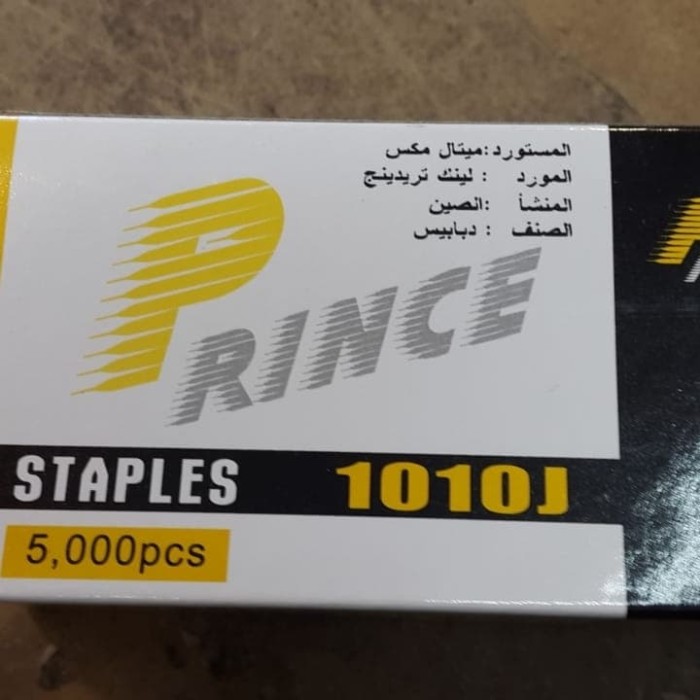 المستورد:ميتال مكس
المورد : لينك تريدينج
المنشأ :الصين
الصنف : دبابيس
PRINCE
STAPLES 1010J
5,000pcs